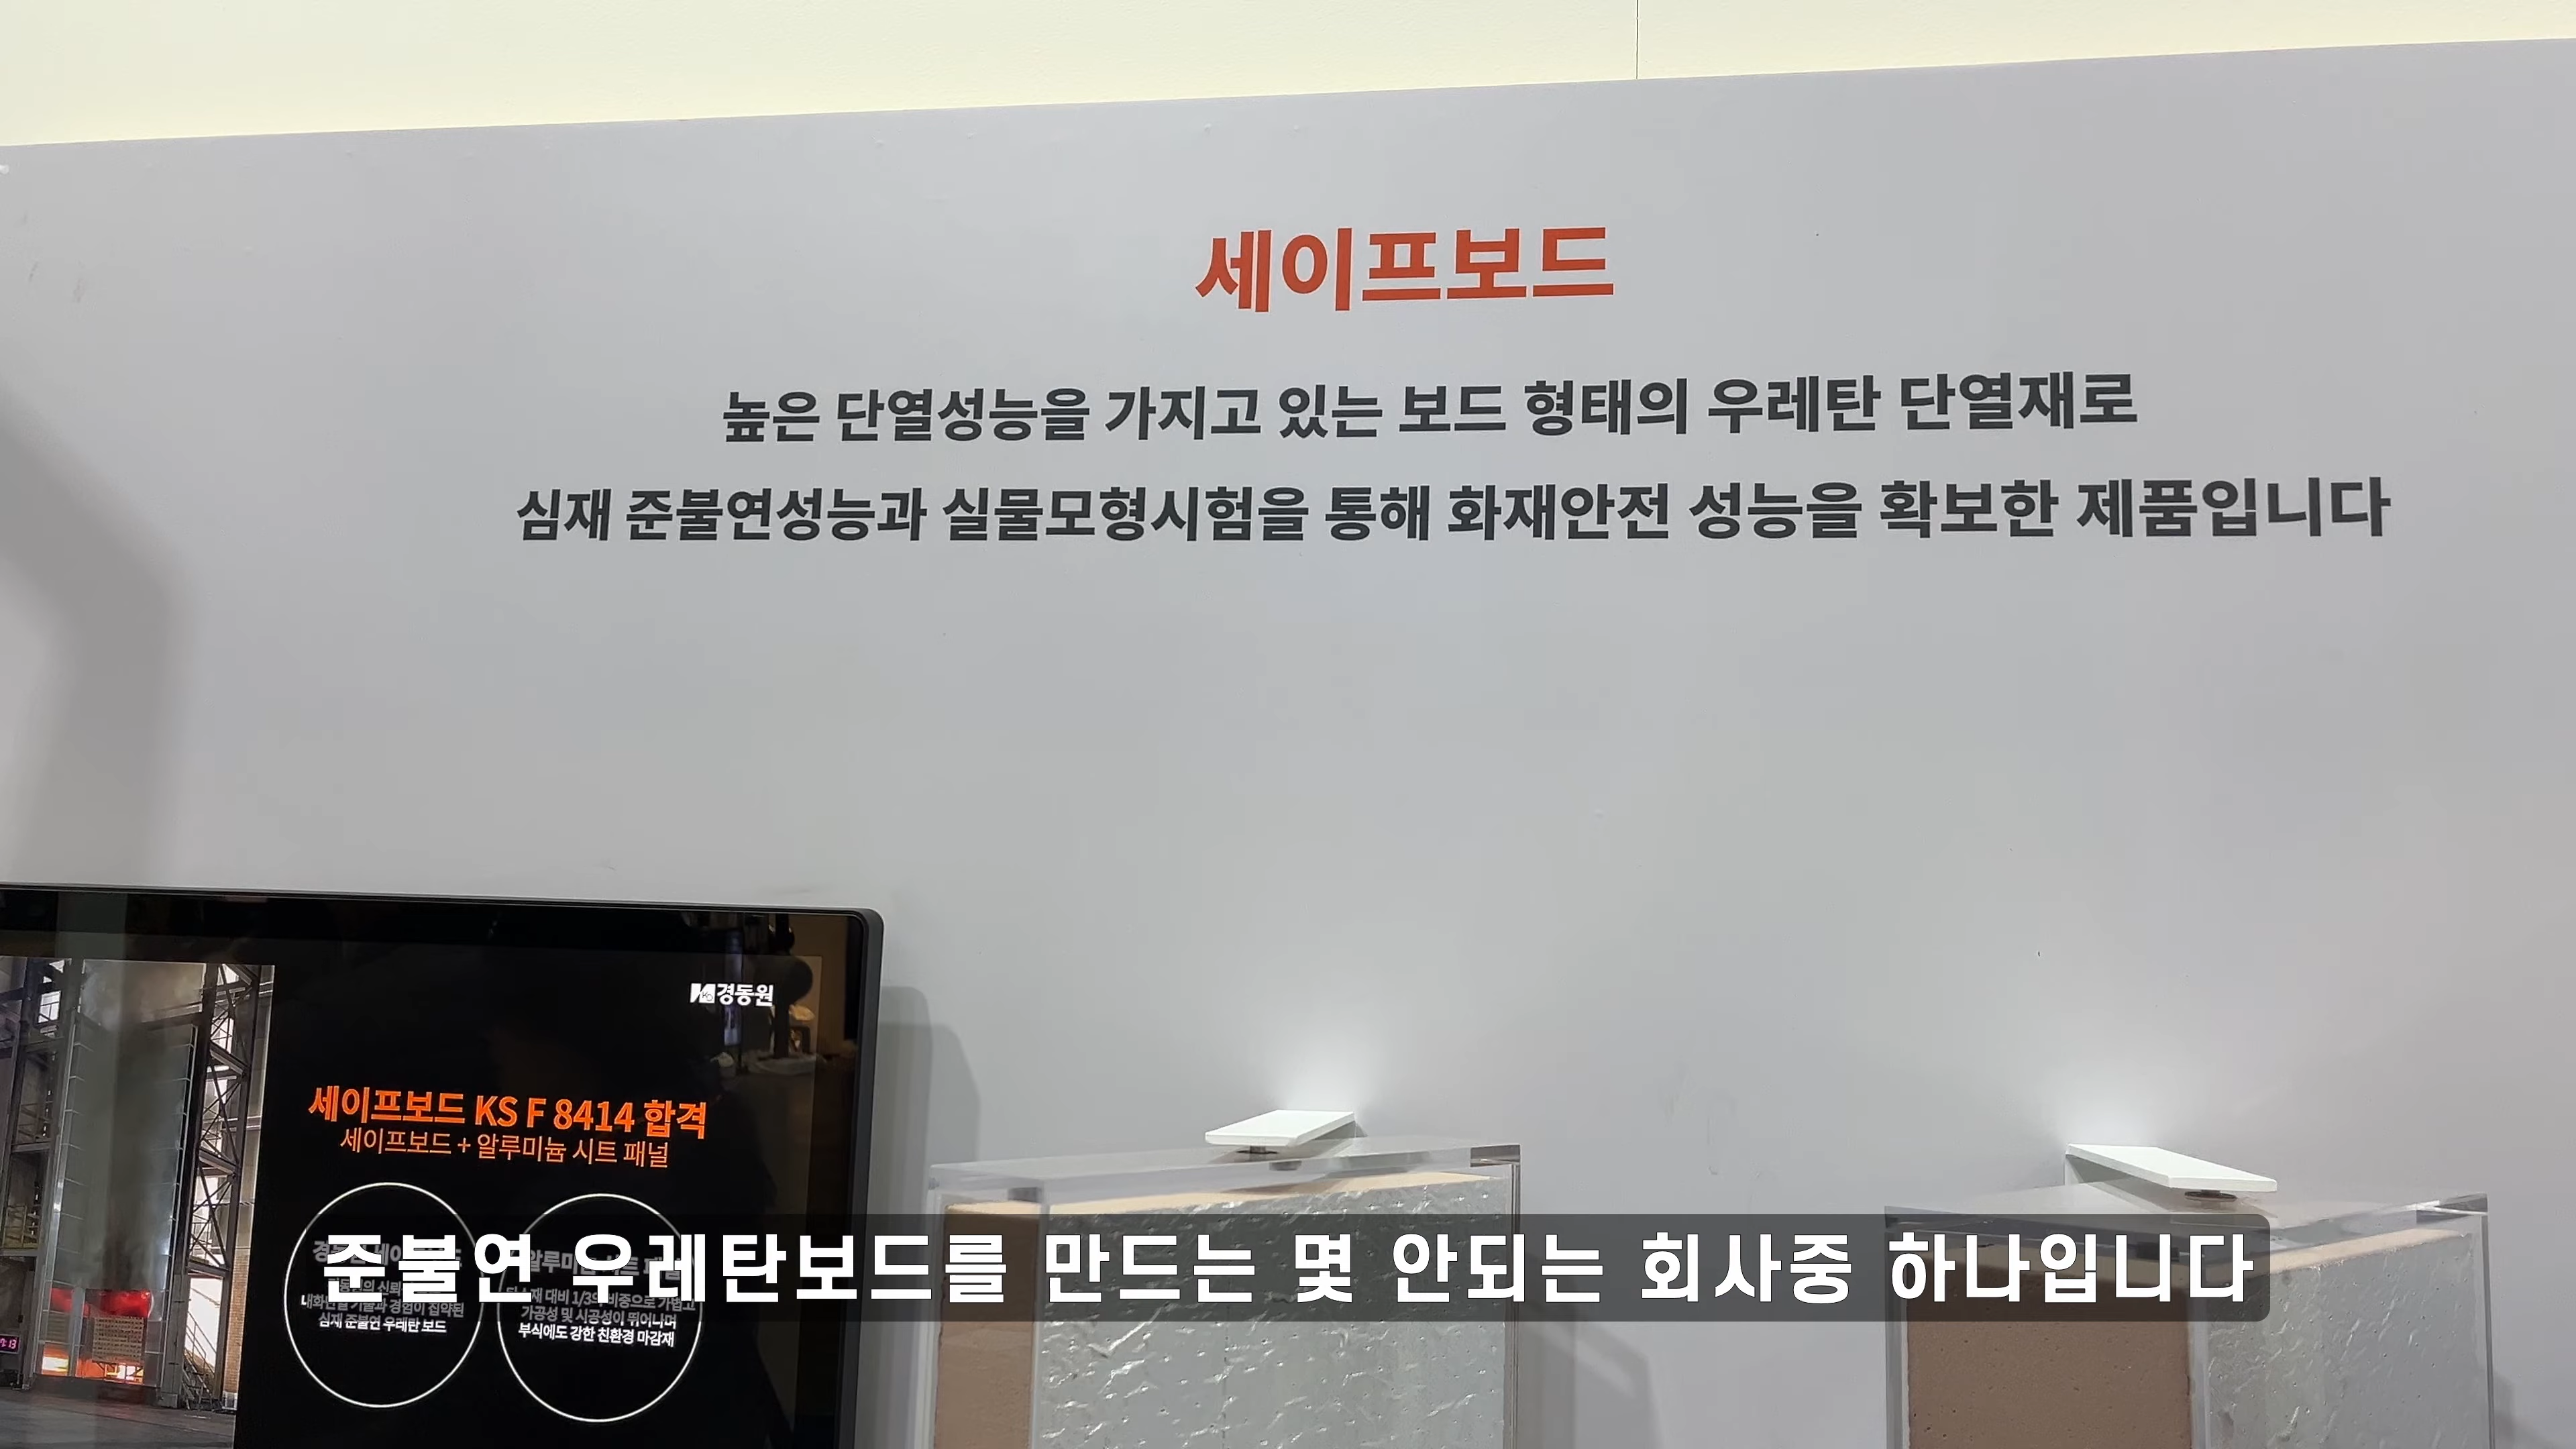 세이프보드
높은 단열성능을 가지고 있는 보드 형태의 우레탄 단열재로
심재 준불연성능과 실물모형시험을 통해 화재안전 성능을 확보한 제품입니다
경동원
세이프보드 KS F 8414 합격
세이프보드 + 알루미늄 시트 패널
심재 준불연 우레탄 보드
가공성 및 시공성이 뛰어나며
부식에도 강한 친환경 마감재
준불연 우레탄보드를 만드는 몇 안되는 회사중 하나입니다